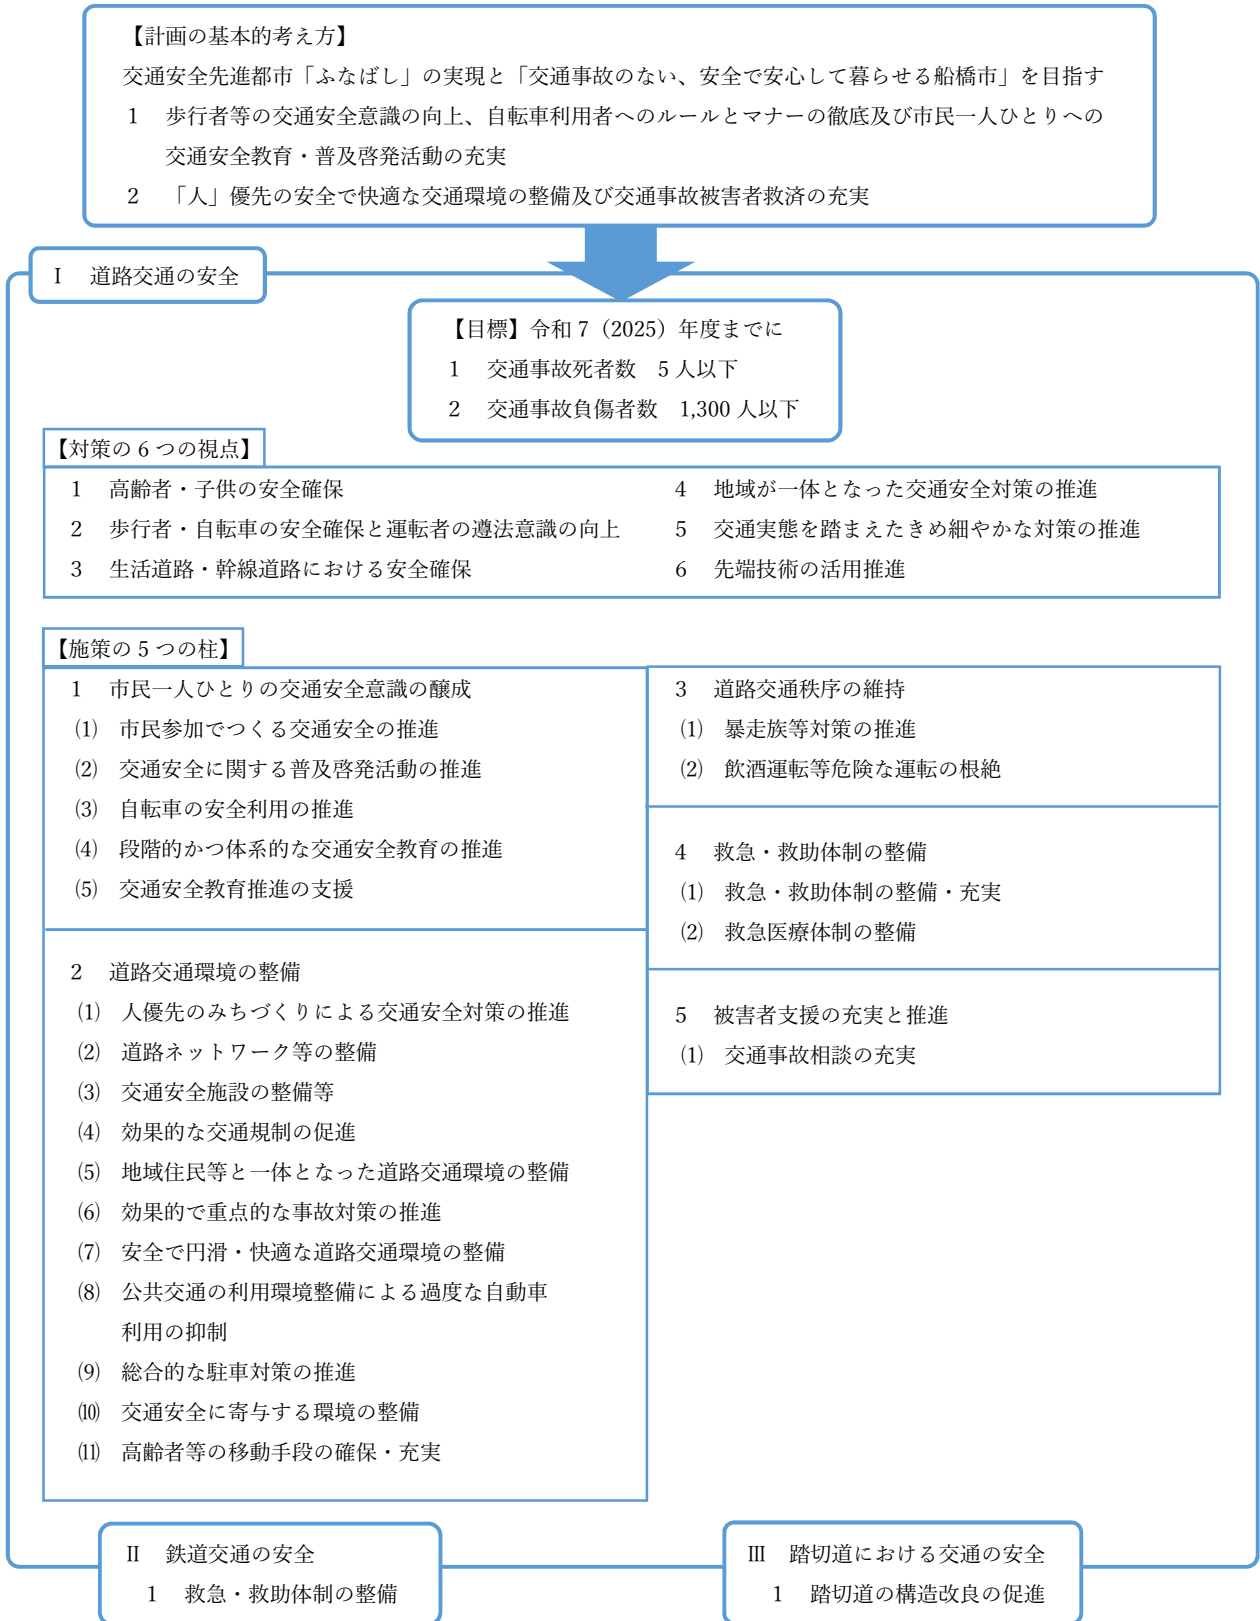 【計画の基本的考え方】
交通安全先進都市「ふなばし」の実現と「交通事故のない、安全で安心して暮らせる船橋市」を目指す
1 歩行者等の交通安全意識の向上、自転車利用者へのルールとマナーの徹底及び市民一人ひとりへの
交通安全教育・普及啓発活動の充実
2 「人」優先の安全で快適な交通環境の整備及び交通事故被害者救済の充実
Ⅰ 道路交通の安全
【目標】令和 7（2025）年度までに
1 交通事故死者数 5 人以下
2 交通事故負傷者数 1,300 人以下
【対策の 6 つの視点】
1 高齢者・子供の安全確保
2 歩行者・自転車の安全確保と運転者の遵法意識の向上
3 生活道路・幹線道路における安全確保
4 地域が一体となった交通安全対策の推進
5 交通実態を踏まえたきめ細やかな対策の推進
6 先端技術の活用推進
【施策の 5 つの柱】
1 市民一人ひとりの交通安全意識の醸成
⑴ 市民参加でつくる交通安全の推進
⑵ 交通安全に関する普及啓発活動の推進
⑶ 自転車の安全利用の推進
⑷ 段階的かつ体系的な交通安全教育の推進
⑸ 交通安全教育推進の支援
2 道路交通環境の整備
⑴ 人優先のみちづくりによる交通安全対策の推進
⑵ 道路ネットワーク等の整備
⑶ 交通安全施設の整備等
⑷ 効果的な交通規制の促進
⑸ 地域住民等と一体となった道路交通環境の整備
⑹ 効果的で重点的な事故対策の推進
⑺ 安全で円滑・快適な道路交通環境の整備
⑻ 公共交通の利用環境整備による過度な自動車
利用の抑制
⑼ 総合的な駐車対策の推進
⑽ 交通安全に寄与する環境の整備
⑾ 高齢者等の移動手段の確保・充実
3 道路交通秩序の維持
⑴ 暴走族等対策の推進
⑵ 飲酒運転等危険な運転の根絶
4 救急・救助体制の整備
⑴ 救急・救助体制の整備・充実
⑵ 救急医療体制の整備
5 被害者支援の充実と推進
⑴ 交通事故相談の充実
Ⅱ 鉄道交通の安全
1 救急・救助体制の整備
Ⅲ 踏切道における交通の安全
1 踏切道の構造改良の促進